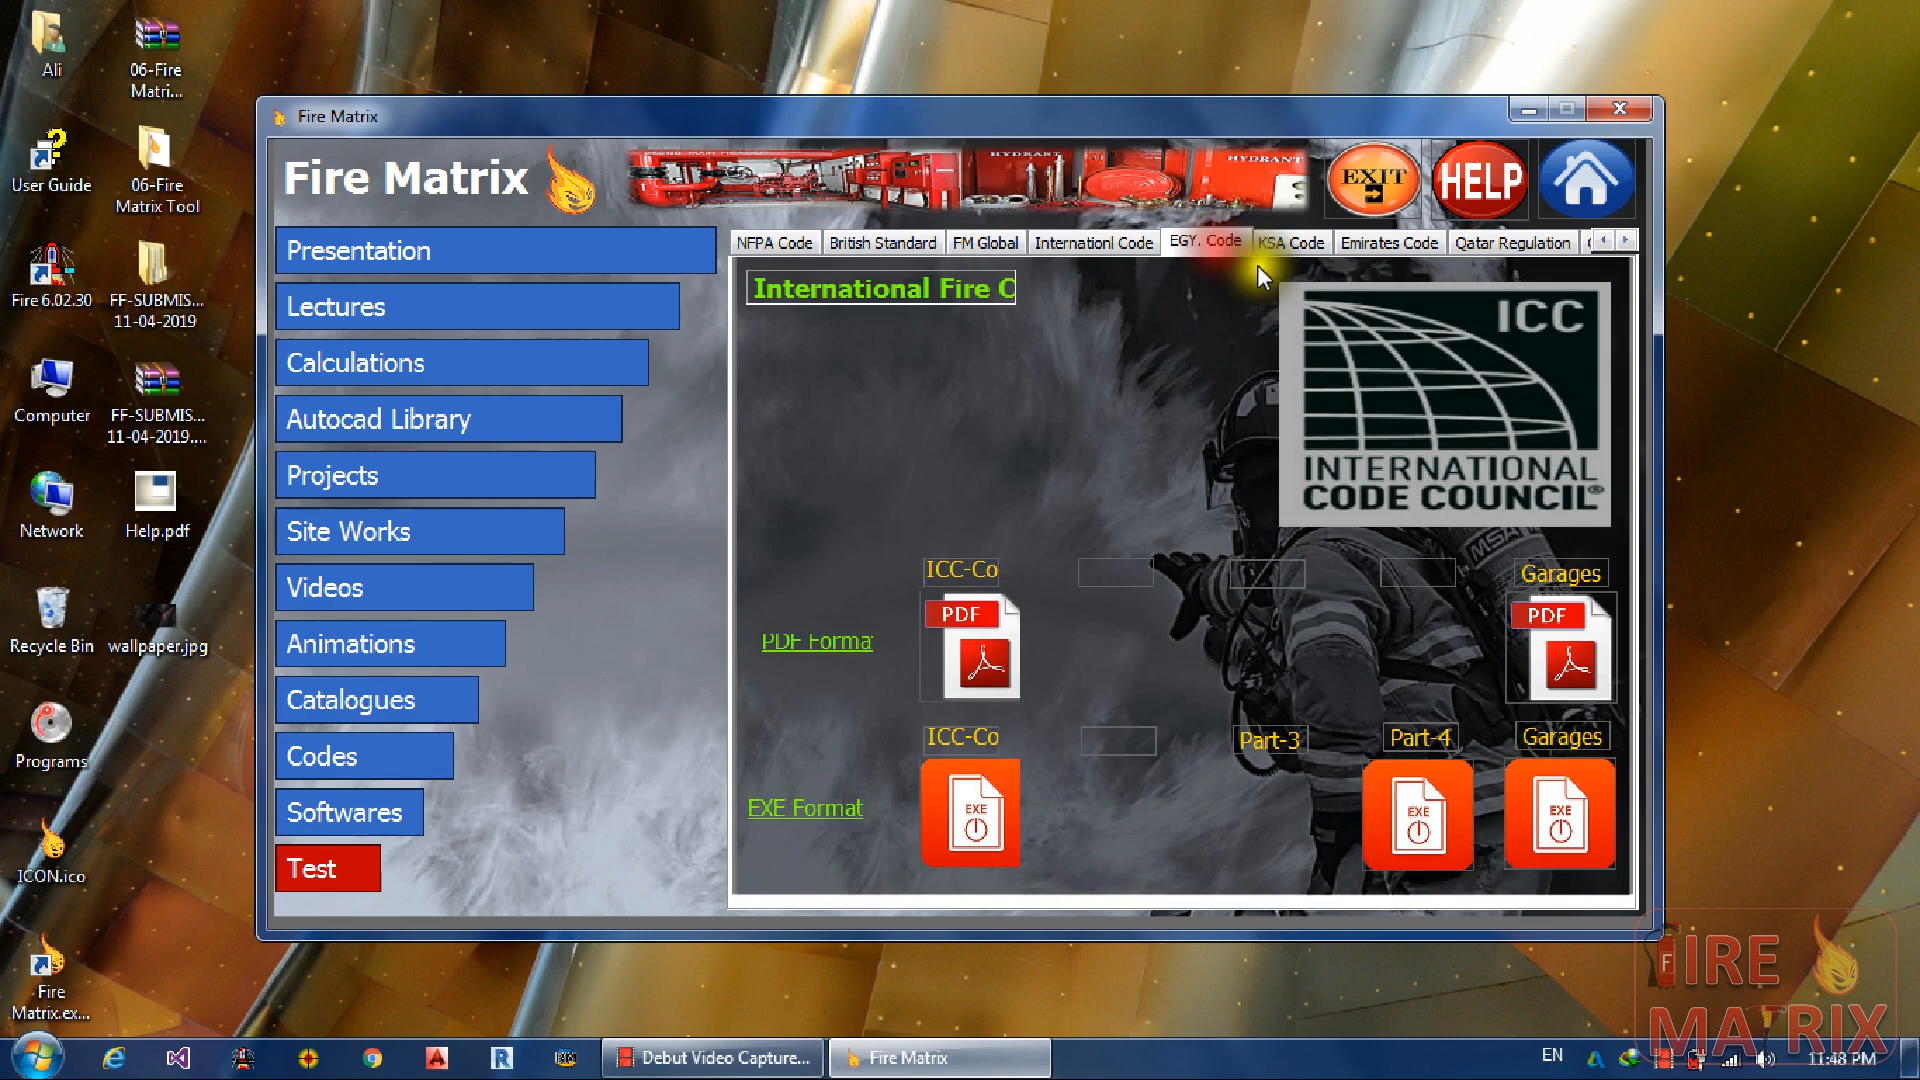 Ali
06-Fire
Matri...
User Guide
06-Fire
Matrix Tool
Fire 6.02.30
FF-SUBMIS...
11-04-2019
Computer
FF-SUBMIS...
11-04-2019....
Network
Help.pdf
Recycle Bin
wallpaper.jpg
Programs
ICON.ico
Fire
Matrix.ex...
Fire Matrix
Fire Matrix
HYDRANT
HYDRANT
EXIT
HELP
Presentation
Lectures
Calculations
Autocad Library
Projects
Site Works
Videos
Animations
Catalogues
Codes
Softwares
Test
NFPA Code
British Standard
FM Global
Internationl Code
EGY. Code
KSA Code
Emirates Code
Qatar Regulation
International Fire C
ICC
INTERNATIONAL
CODE COUNCIL®
MSA
ICC-Co
Garages
PDF Forma
PDF
PDF
ICC-Co
Part-3
Part-4
Garages
EXE Format
EXE
EXE
EXE
FIRE
MATRIX
Debut Video Capture...
Fire Matrix
EN
11:48 PM